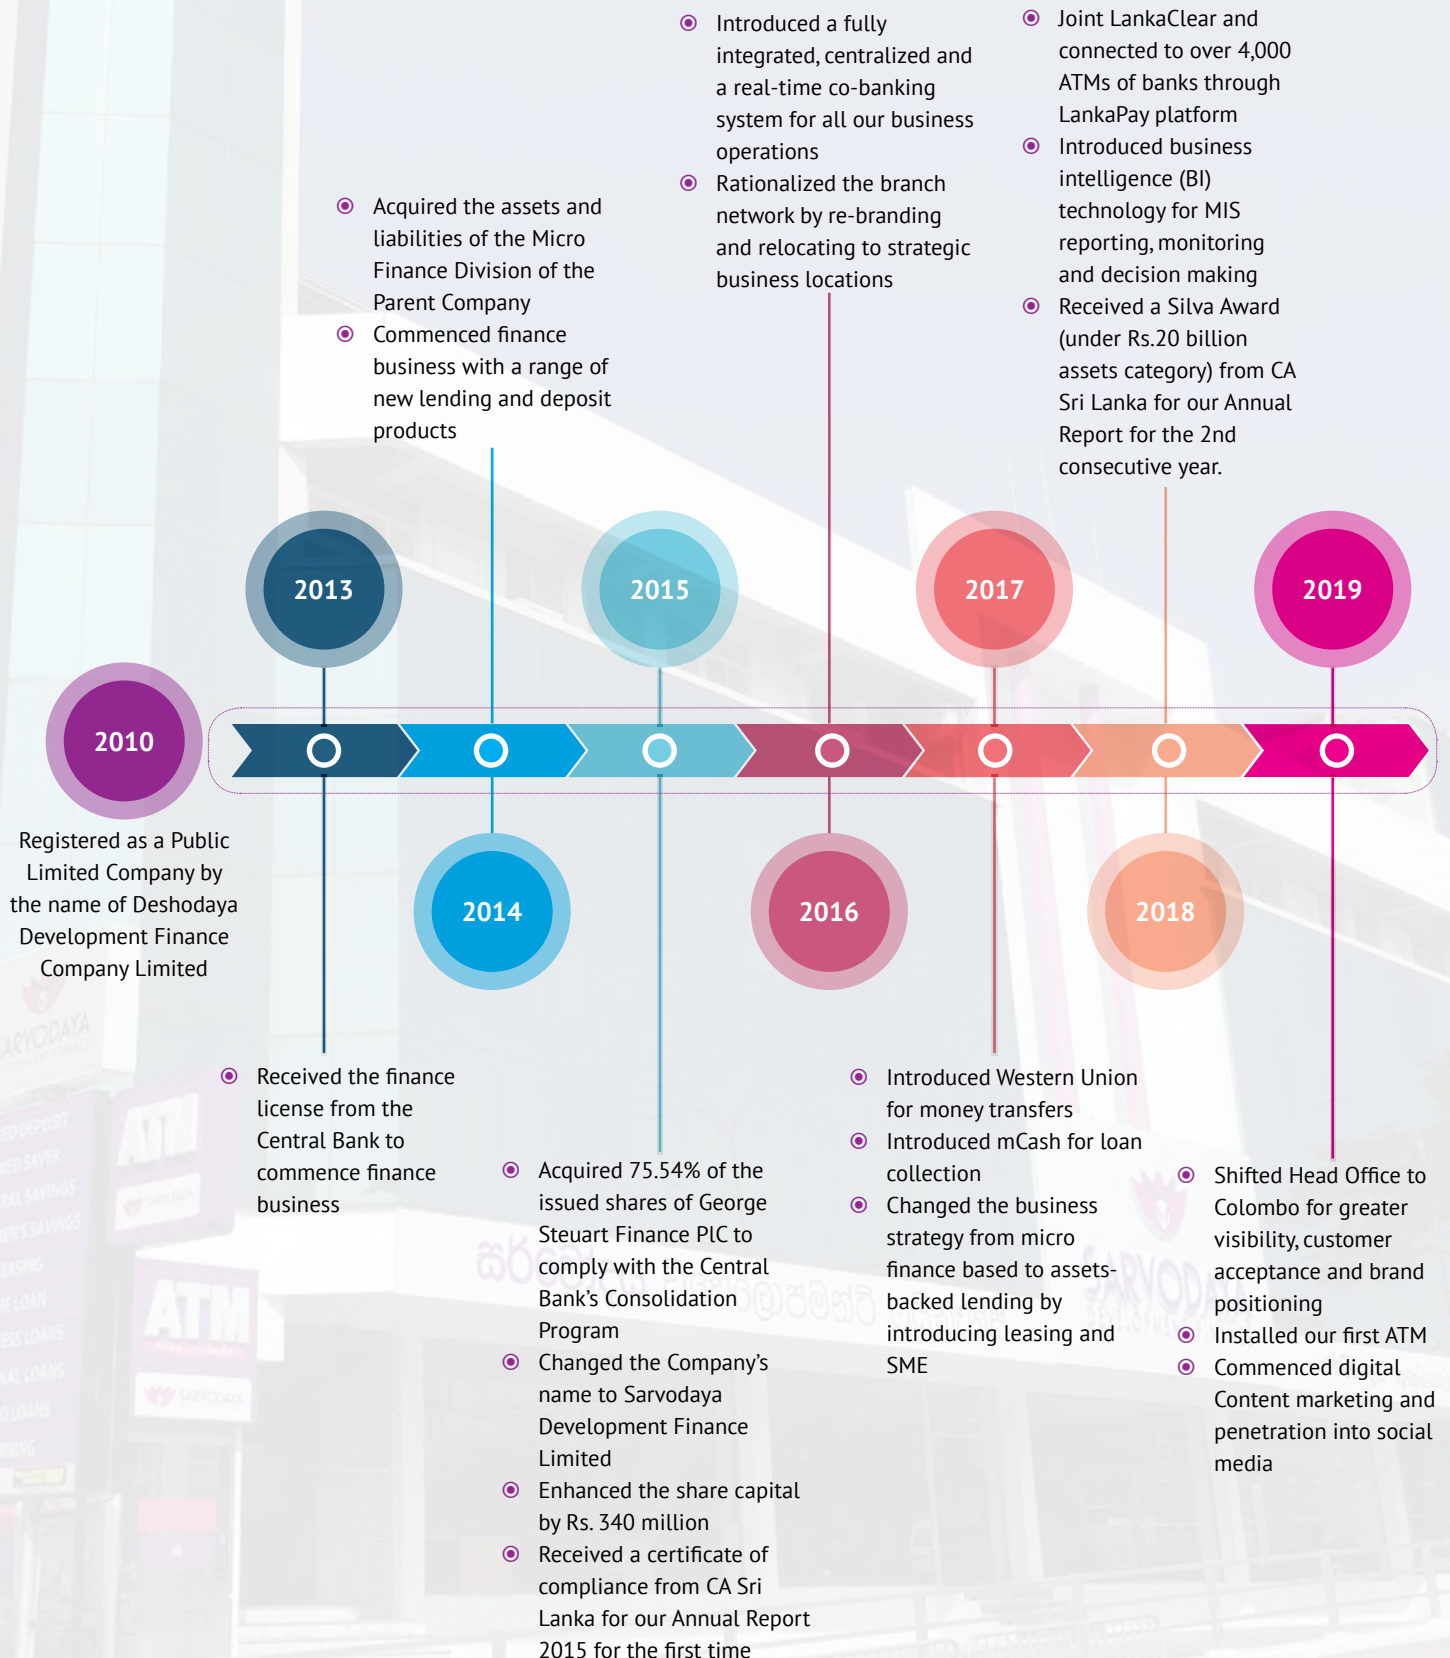 Introduced a fully
integrated, centralized and
a real-time co-banking
system for all our business
operations
Rationalized the branch
network by re-branding
and relocating to strategic
business locations
Joint LankaClear and
connected to over 4,000
ATMs of banks through
LankaPay platform
Introduced business
intelligence (BI)
technology for MIS
reporting, monitoring
and decision making
Received a Silva Award
(under Rs.20 billion
assets category) from CA
Sri Lanka for our Annual
Report for the 2nd
consecutive year.
Acquired the assets and
liabilities of the Micro
Finance Division of the
Parent Company
Commenced finance
business with a range of
new lending and deposit
products
2013
2015
2017
2019
2010
Registered as a Public
Limited Company by
the name of Deshodaya
Development Finance
Company Limited
2014
2016
2018
Received the finance
license from the
Central Bank to
commence finance
business
Acquired 75.54% of the
issued shares of George
Steuart Finance PlC to
comply with the Central
Bank's Consolidation
Program
Changed the Company's
name to Sarvodaya
Development Finance
Limited
Enhanced the share capital
by Rs. 340 million
Received a certificate of
compliance from CA Sri
Lanka for our Annual Report
2015 for the first time
Introduced Western Union
for money transfers
Introduced mCash for loan
collection
Changed the business
strategy from micro
finance based to assets-
backed lending by
introducing leasing and
SME
Shifted Head Office to
Colombo for greater
visibility, customer
acceptance and brand
positioning
Installed our first ATM
Commenced digital
Content marketing and
penetration into social
media
ATM
ATM
SARVODAYA
SARVODAYA